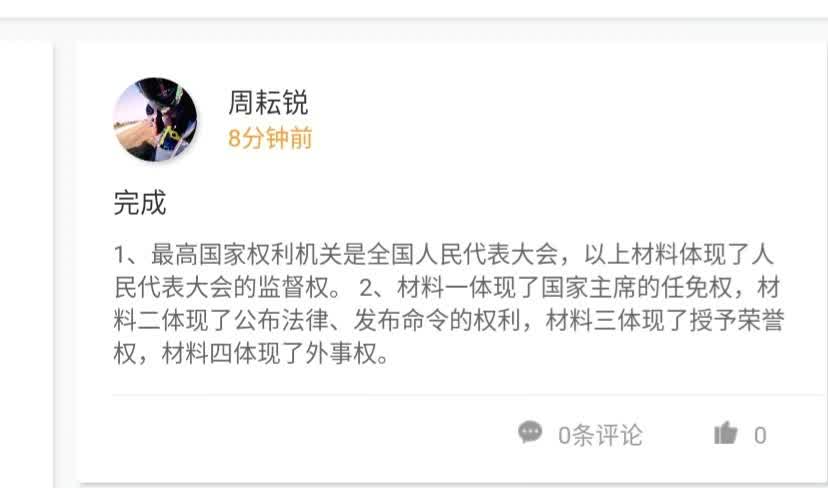 周耘锐
8分钟前
完成
1、最高国家权利机关是全国人民代表大会，以上材料体现了人
民代表大会的监督权。 2、材料一体现了国家主席的任免权，材
料二体现了公布法律、发布命令的权利，材料三体现了授予荣誉
权，材料四体现了外事权。
0条评论 0